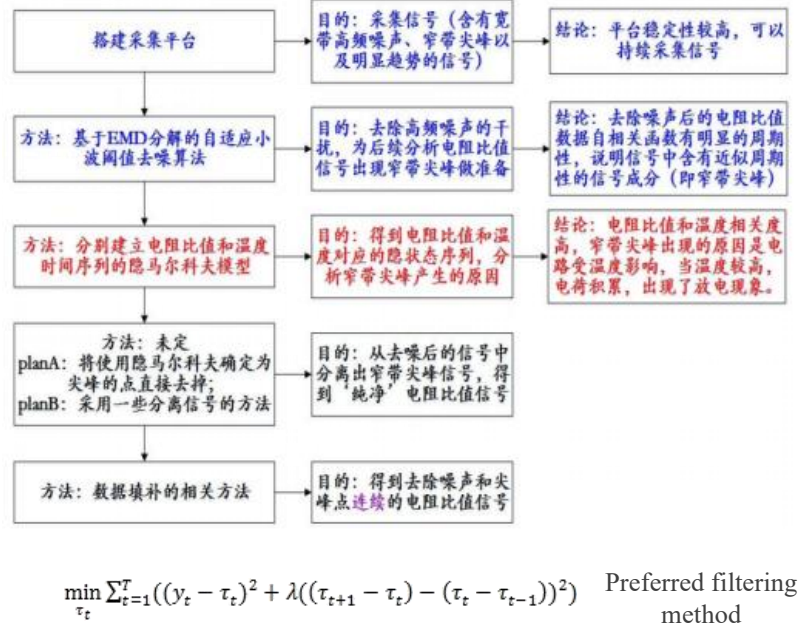 搭建采集平台
目的：采集信号（含有宽
带高频噪声、窄带尖峰以
及明显趋势的信号）
结论：平台稳定性较高，可以
持续采集信号
方法：基于EMD分解的自适应小
波阈值去噪算法
目的：去除高频噪声的干
扰，为后续分析电阻比值
信号出现窄带尖峰做准备
结论：去除噪声后的电阻比值
数据自相关函数有明显的周期
性，说明信号中含有近似周期
性的信号成分（即窄带尖峰）
方法：分别建立电阻比值和温度
时间序列的隐马尔科夫模型
目的：得到电阻比值和温
度对应的隐状态序列，分
析窄带尖峰产生的原因
结论：电阻比值和温度相关度
高，窄带尖峰出现的原因是电
路受温度影响，当温度较高，
电荷积累，出现了放电现象。
方法：未定
planA：将使用隐马尔科夫确定为
尖峰的点直接去掉；
planB：采用一些分离信号的方法
目的：从去噪后的信号中
分离出窄带尖峰信号，得
到‘纯净’电阻比值信号
方法：数据填补的相关方法
目的：得到去除噪声和尖
峰点连续的电阻比值信号
min_{τ_t} ∑_{t=1}^{T}((y_t − τ_t)^2 + λ((τ_{t+1} − τ_t) − (τ_t − τ_{t−1}))^2)
Preferred filtering
method